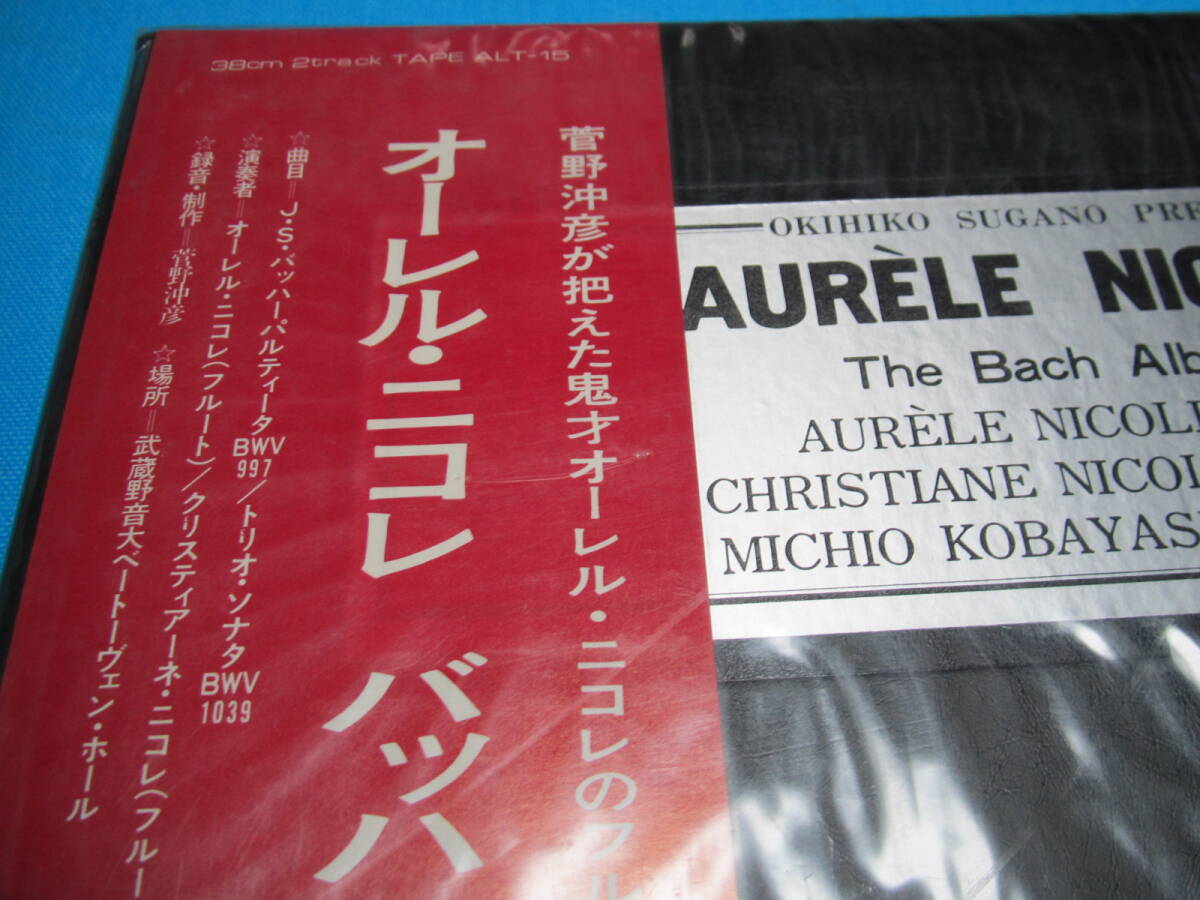 38cm 2track TAPE ALT-15
菅野沖彦が把えた鬼才オーレル・ニコレのフル
オーレル・ニコレ バッハ
☆曲目＝J・S・バッハーパルティータBWV997/トリオ・ソナタBWV1039
☆演奏者＝オーレル・ニコレ(フルート)/クリスティアーネ・ニコレ(フルー
☆録音・制作＝菅野沖彦 ☆場所＝武蔵野音大ベートーヴェン・ホール
OKIHIKO SUGANO PRE
AURÈLE NIC
The Bach Alb
AURÈLE NICOL
CHRISTIANE NICOL
MICHIO KOBAYAS